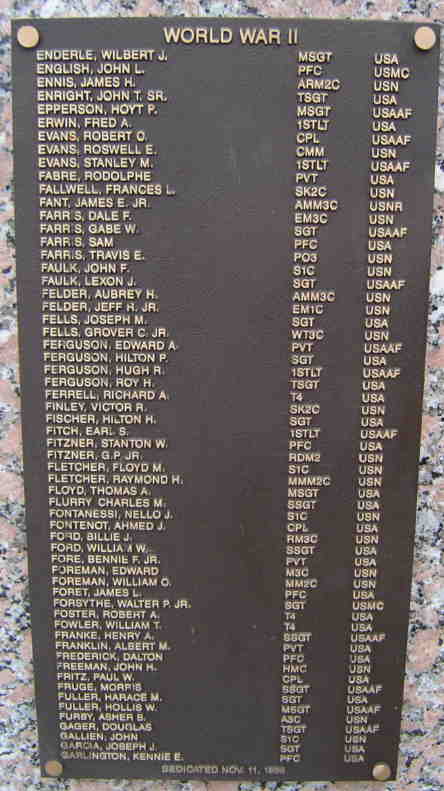 WORLD WAR II
ENDERLE, WILBERT J. MSGT USA
ENGLISH, JOHN L. PFC USMC
ENNIS, JAMES H. ARM2C USN
ENRIGHT, JOHN T. SR. TSGT USA
EPPERSON, HOYT P. MSGT USAAF
ERWIN, FRED A. 1STLT USA
EVANS, ROBERT O. CPL USAAF
EVANS, ROSWELL E. CMM USN
EVANS, STANLEY M. 1STLT USAAF
FABRE, RODOLPHE PVT USA
FALLWELL, FRANCES L. SK2C USN
FANT, JAMES E. JR. AMM3C USNR
FARRIS, DALE F. EM3C USN
FARRIS, GABE W. SGT USAAF
FARRIS, SAM PFC USA
FARRIS, TRAVIS E. PO3 USN
FAULK, JOHN F. S1C USN
FAULK, LEXON J. SGT USAAF
FELDER, AUBREY H. AMM3C USN
FELDER, JEFF H. JR. EM1C USN
FELLS, JOSEPH M. SGT USA
FELLS, GROVER C. JR. WT3C USN
FERGUSON, EDWARD A. PVT USAAF
FERGUSON, HILTON P. SGT USA
FERGUSON, HUGH R. 1STLT USAAF
FERGUSON, ROY H. TSGT USA
FERRELL, RICHARD A. T4 USA
FINLEY, VICTOR R. SK2C USN
FISCHER, HILTON H. SGT USA
FITCH, EARL S. 1STLT USAAF
FITZNER, STANTON W. PFC USA
FITZNER, G.P. JR. RDM2 USN
FLETCHER, FLOYD M. S1C USN
FLETCHER, RAYMOND H. MMM2C USN
FLOYD, THOMAS A. MSGT USA
FLURRY, CHARLES M. SSGT USA
FONTANESSI, NELLO J. S1C USN
FONTENOT, AHMED J. CPL USA
FORD, BILLIE J. RM3C USN
FORD, WILLIAM W. SSGT USA
FORE, BENNIE F. JR. PVT USA
FOREMAN, EDWARD M3C USN
FOREMAN, WILLIAM O. MM2C USN
FORET, JAMES L. PFC USA
FORSYTHE, WALTER P. JR. SGT USMC
FOSTER, ROBERT A. T4 USA
FOWLER, WILLIAM T. T4 USA
FRANKE, HENRY A. SSGT USAAF
FRANKLIN, ALBERT M. PVT USA
FREDERICK, DALTON PFC USA
FREEMAN, JOHN H. HMC USN
FRITZ, PAUL W. CPL USA
FRUGE, MORRIS SSGT USAAF
FULLER, HARACE M. SGT USA
FULLER, HOLLIS W. MSGT USAAF
FURBY, ASHER B. A3C USN
GAGER, DOUGLAS TSGT USAAF
GALLIEN, JOHN S1C USN
GARCIA, JOSEPH J. SGT USA
GARLINGTON, KENNIE E. PFC USA
DEDICATED NOV. 11,